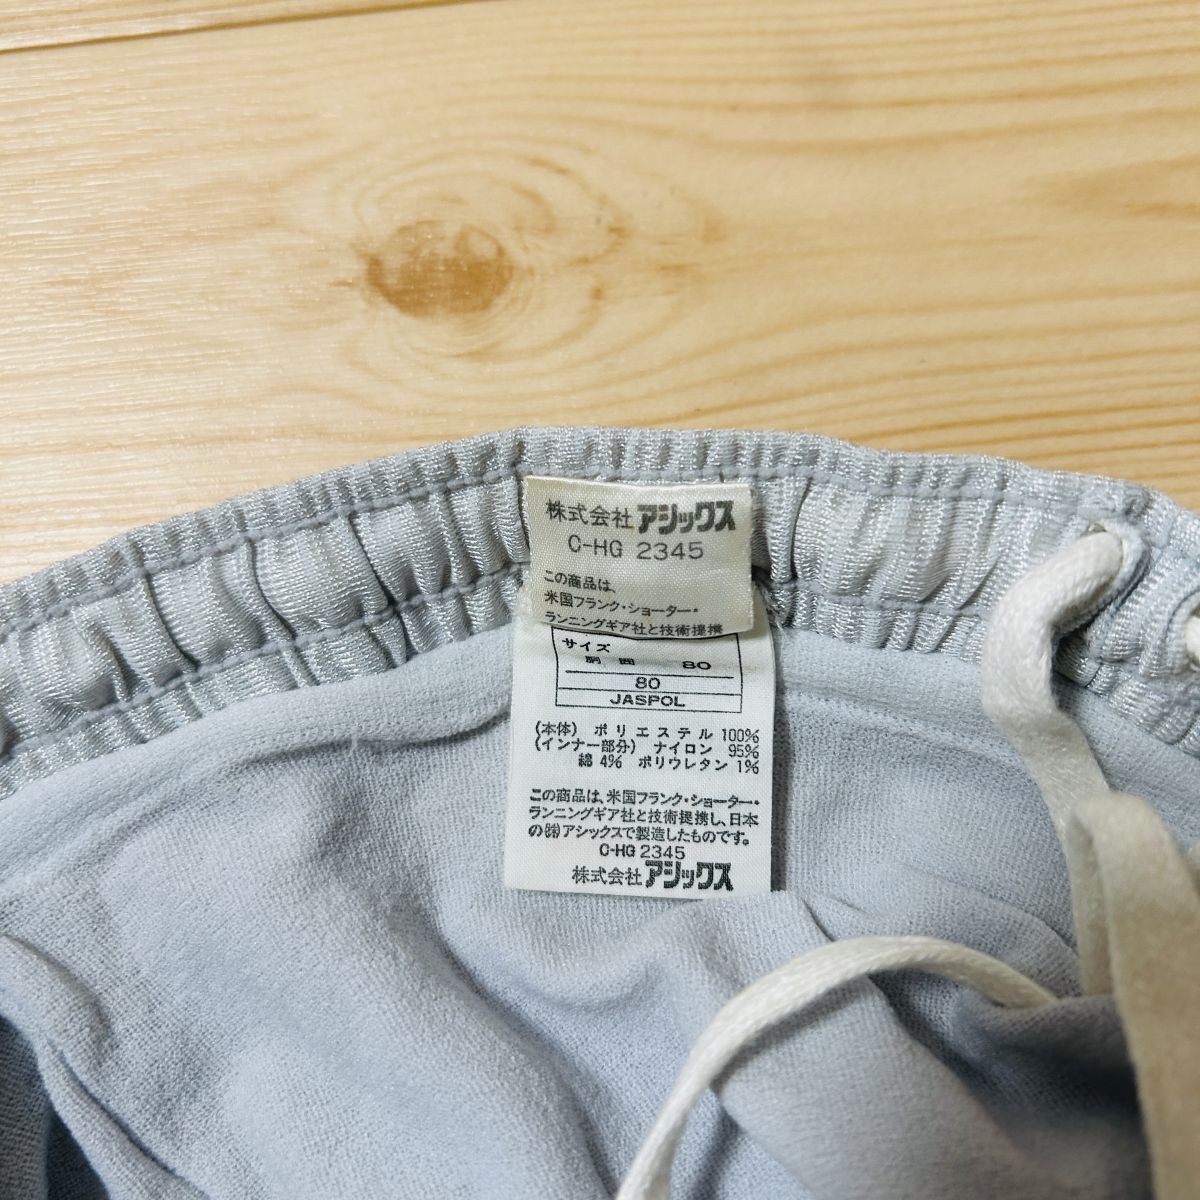 株式会社 アシックス
C-HG 2345
この商品は、
米国フランク・ショーター・
ランニングギア社と技術提携
サイズ
胴囲 80
80
JASPOL
(本体) ポリエステル 100%
(インナー部分) ナイロン 95%
綿 4% ポリウレタン 1%
この商品は、米国フランク・ショーター・
ランニングギア社と技術提携し、日本
の㈱アシックスで製造したものです。
C-HG 2345
株式会社 アシックス